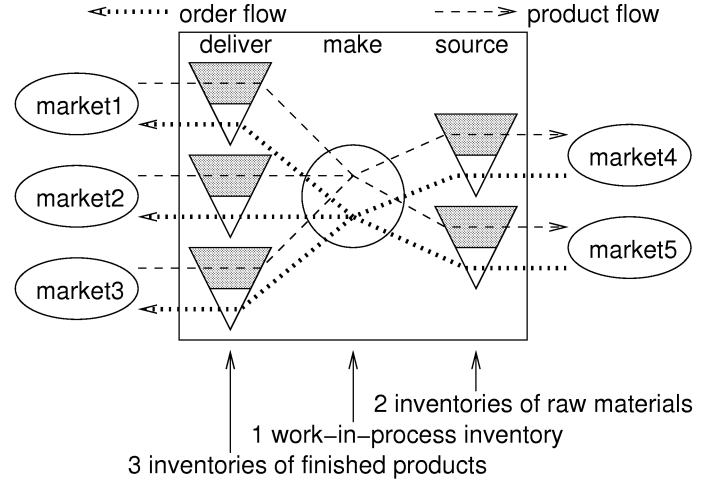 order flow
product flow
deliver make source
market1
market4
market2
market5
market3
2 inventories of raw materials
1 work−in−process inventory
3 inventories of finished products